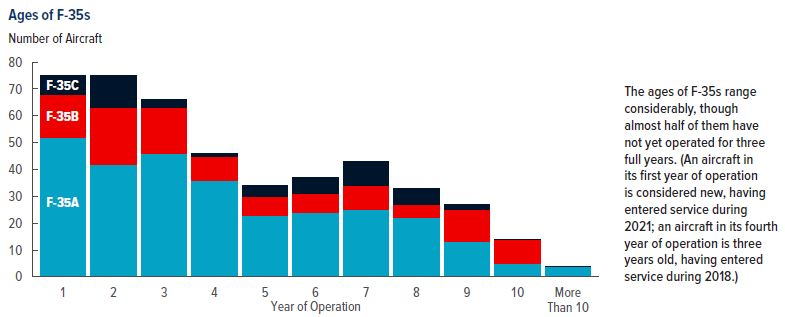 Ages of F-35s
Number of Aircraft
80
70
60
50
40
30
20
10
0
F-35C
F-35B
F-35A
1 2 3 4 5 6 7 8 9 10 More
Than 10
Year of Operation
The ages of F-35s range
considerably, though
almost half of them have
not yet operated for three
full years. (An aircraft in
its first year of operation
is considered new, having
entered service during
2021; an aircraft in its fourth
year of operation is three
years old, having entered
service during 2018.)